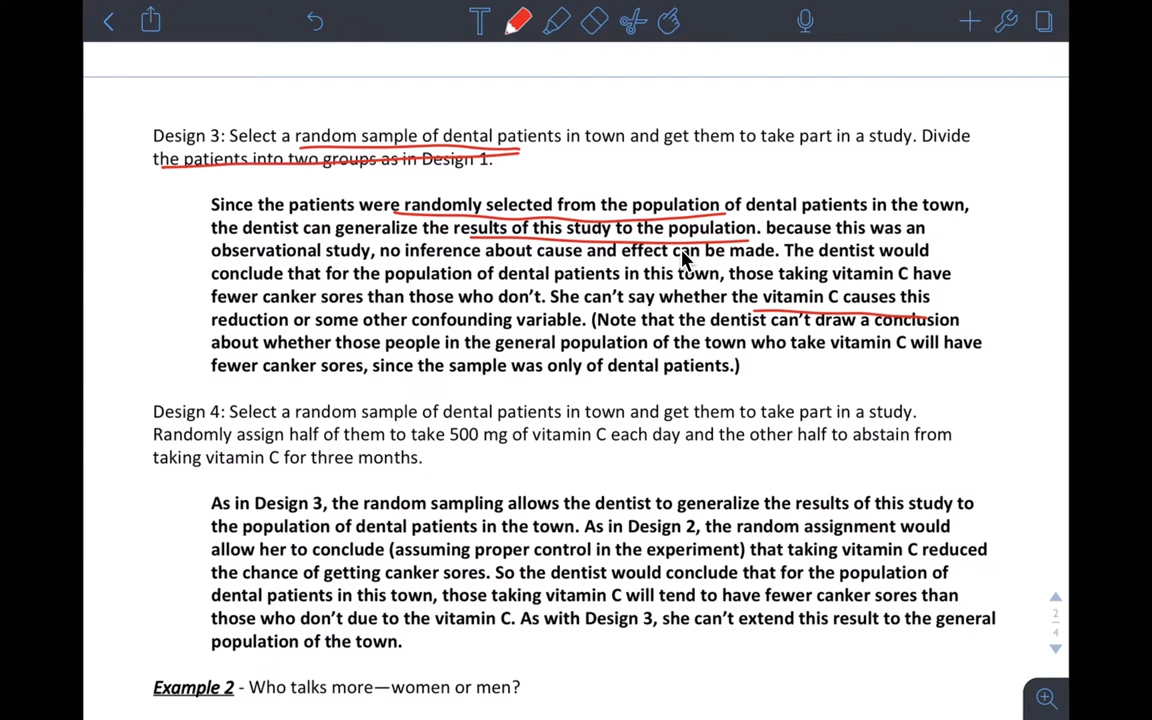 Design 3: Select a random sample of dental patients in town and get them to take part in a study. Divide
the patients into two groups as in Design 1.
Since the patients were randomly selected from the population of dental patients in the town,
the dentist can generalize the results of this study to the population. because this was an
observational study, no inference about cause and effect can be made. The dentist would
conclude that for the population of dental patients in this town, those taking vitamin C have
fewer canker sores than those who don't. She can't say whether the vitamin C causes this
reduction or some other confounding variable. (Note that the dentist can't draw a conclusion
about whether those people in the general population of the town who take vitamin C will have
fewer canker sores, since the sample was only of dental patients.)
Design 4: Select a random sample of dental patients in town and get them to take part in a study.
Randomly assign half of them to take 500 mg of vitamin C each day and the other half to abstain from
taking vitamin C for three months.
As in Design 3, the random sampling allows the dentist to generalize the results of this study to
the population of dental patients in the town. As in Design 2, the random assignment would
allow her to conclude (assuming proper control in the experiment) that taking vitamin C reduced
the chance of getting canker sores. So the dentist would conclude that for the population of
dental patients in this town, those taking vitamin C will tend to have fewer canker sores than
those who don't due to the vitamin C. As with Design 3, she can't extend this result to the general
population of the town.
Example 2 - Who talks more—women or men?
2
4